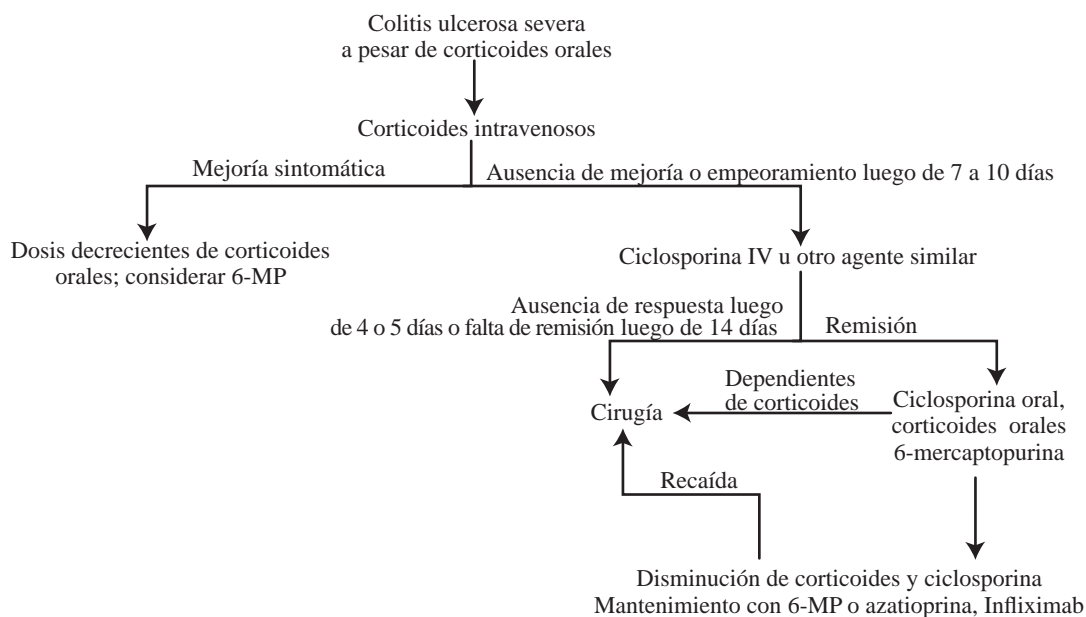 Colitis ulcerosa severa
a pesar de corticoides orales
Corticoides intravenosos
Mejoría sintomática
Ausencia de mejoría o empeoramiento luego de 7 a 10 días
Dosis decrecientes de corticoides
orales; considerar 6-MP
Ciclosporina IV u otro agente similar
Ausencia de respuesta luego
de 4 o 5 días o falta de remisión luego de 14 días
Remisión
Dependientes
de corticoides
Cirugía
Ciclosporina oral,
corticoides orales
6-mercaptopurina
Recaída
Disminución de corticoides y ciclosporina
Mantenimiento con 6-MP o azatioprina, Infliximab